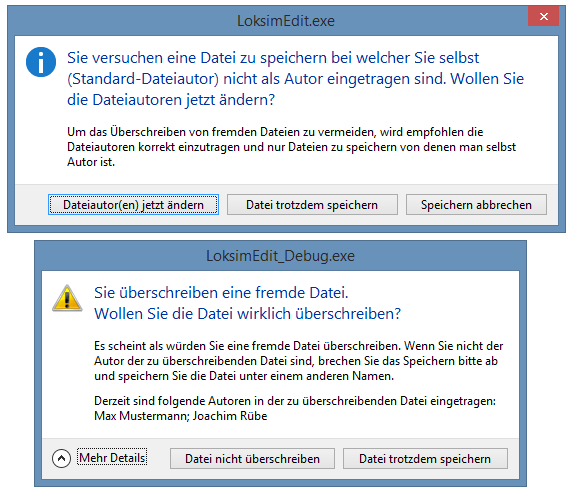 LoksimEdit.exe
Sie versuchen eine Datei zu speichern bei welcher Sie selbst
(Standard-Dateiautor) nicht als Autor eingetragen sind. Wollen Sie
die Dateiautoren jetzt ändern?
Um das Überschreiben von fremden Dateien zu vermeiden, wird empfohlen die
Dateiautoren korrekt einzutragen und nur Dateien zu speichern von denen man selbst
Autor ist.
Dateiautor(en) jetzt ändern Datei trotzdem speichern Speichern abbrechen
LoksimEdit_Debug.exe
Sie überschreiben eine fremde Datei.
Wollen Sie die Datei wirklich überschreiben?
Es scheint als würden Sie eine fremde Datei überschreiben. Wenn Sie nicht der
Autor der zu überschreibenden Datei sind, brechen Sie das Speichern bitte ab
und speichern Sie die Datei unter einem anderen Namen.
Derzeit sind folgende Autoren in der zu überschreibenden Datei eingetragen:
Max Mustermann; Joachim Rübe
Mehr Details Datei nicht überschreiben Datei trotzdem speichern